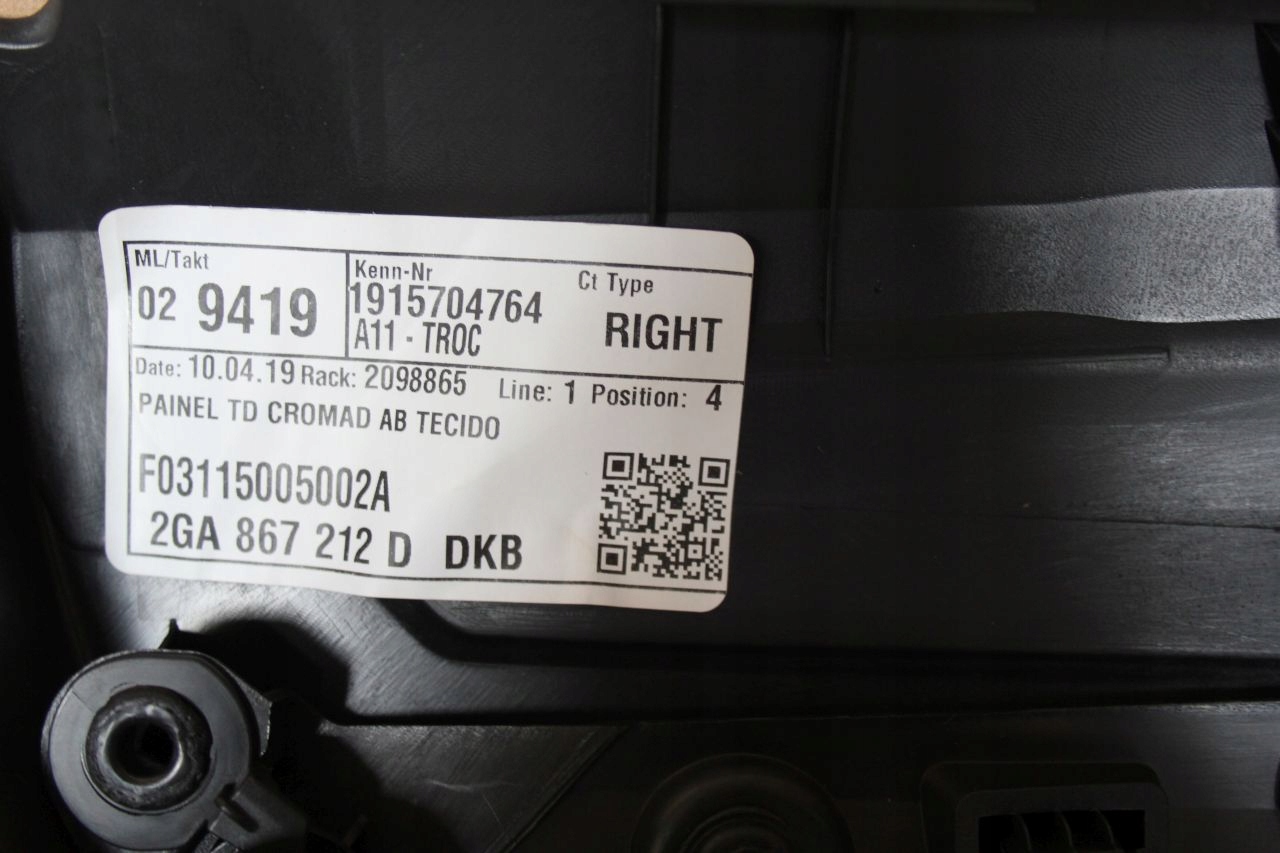 ML/Takt
02 9419
Kenn-Nr
1915704764
A11 - TROC
Ct Type
RIGHT
Date: 10.04.19 Rack: 2098865 Line: 1 Position: 4
PAINEL TD CROMAD AB TECIDO
F03115005002A
2GA 867 212 D DKB